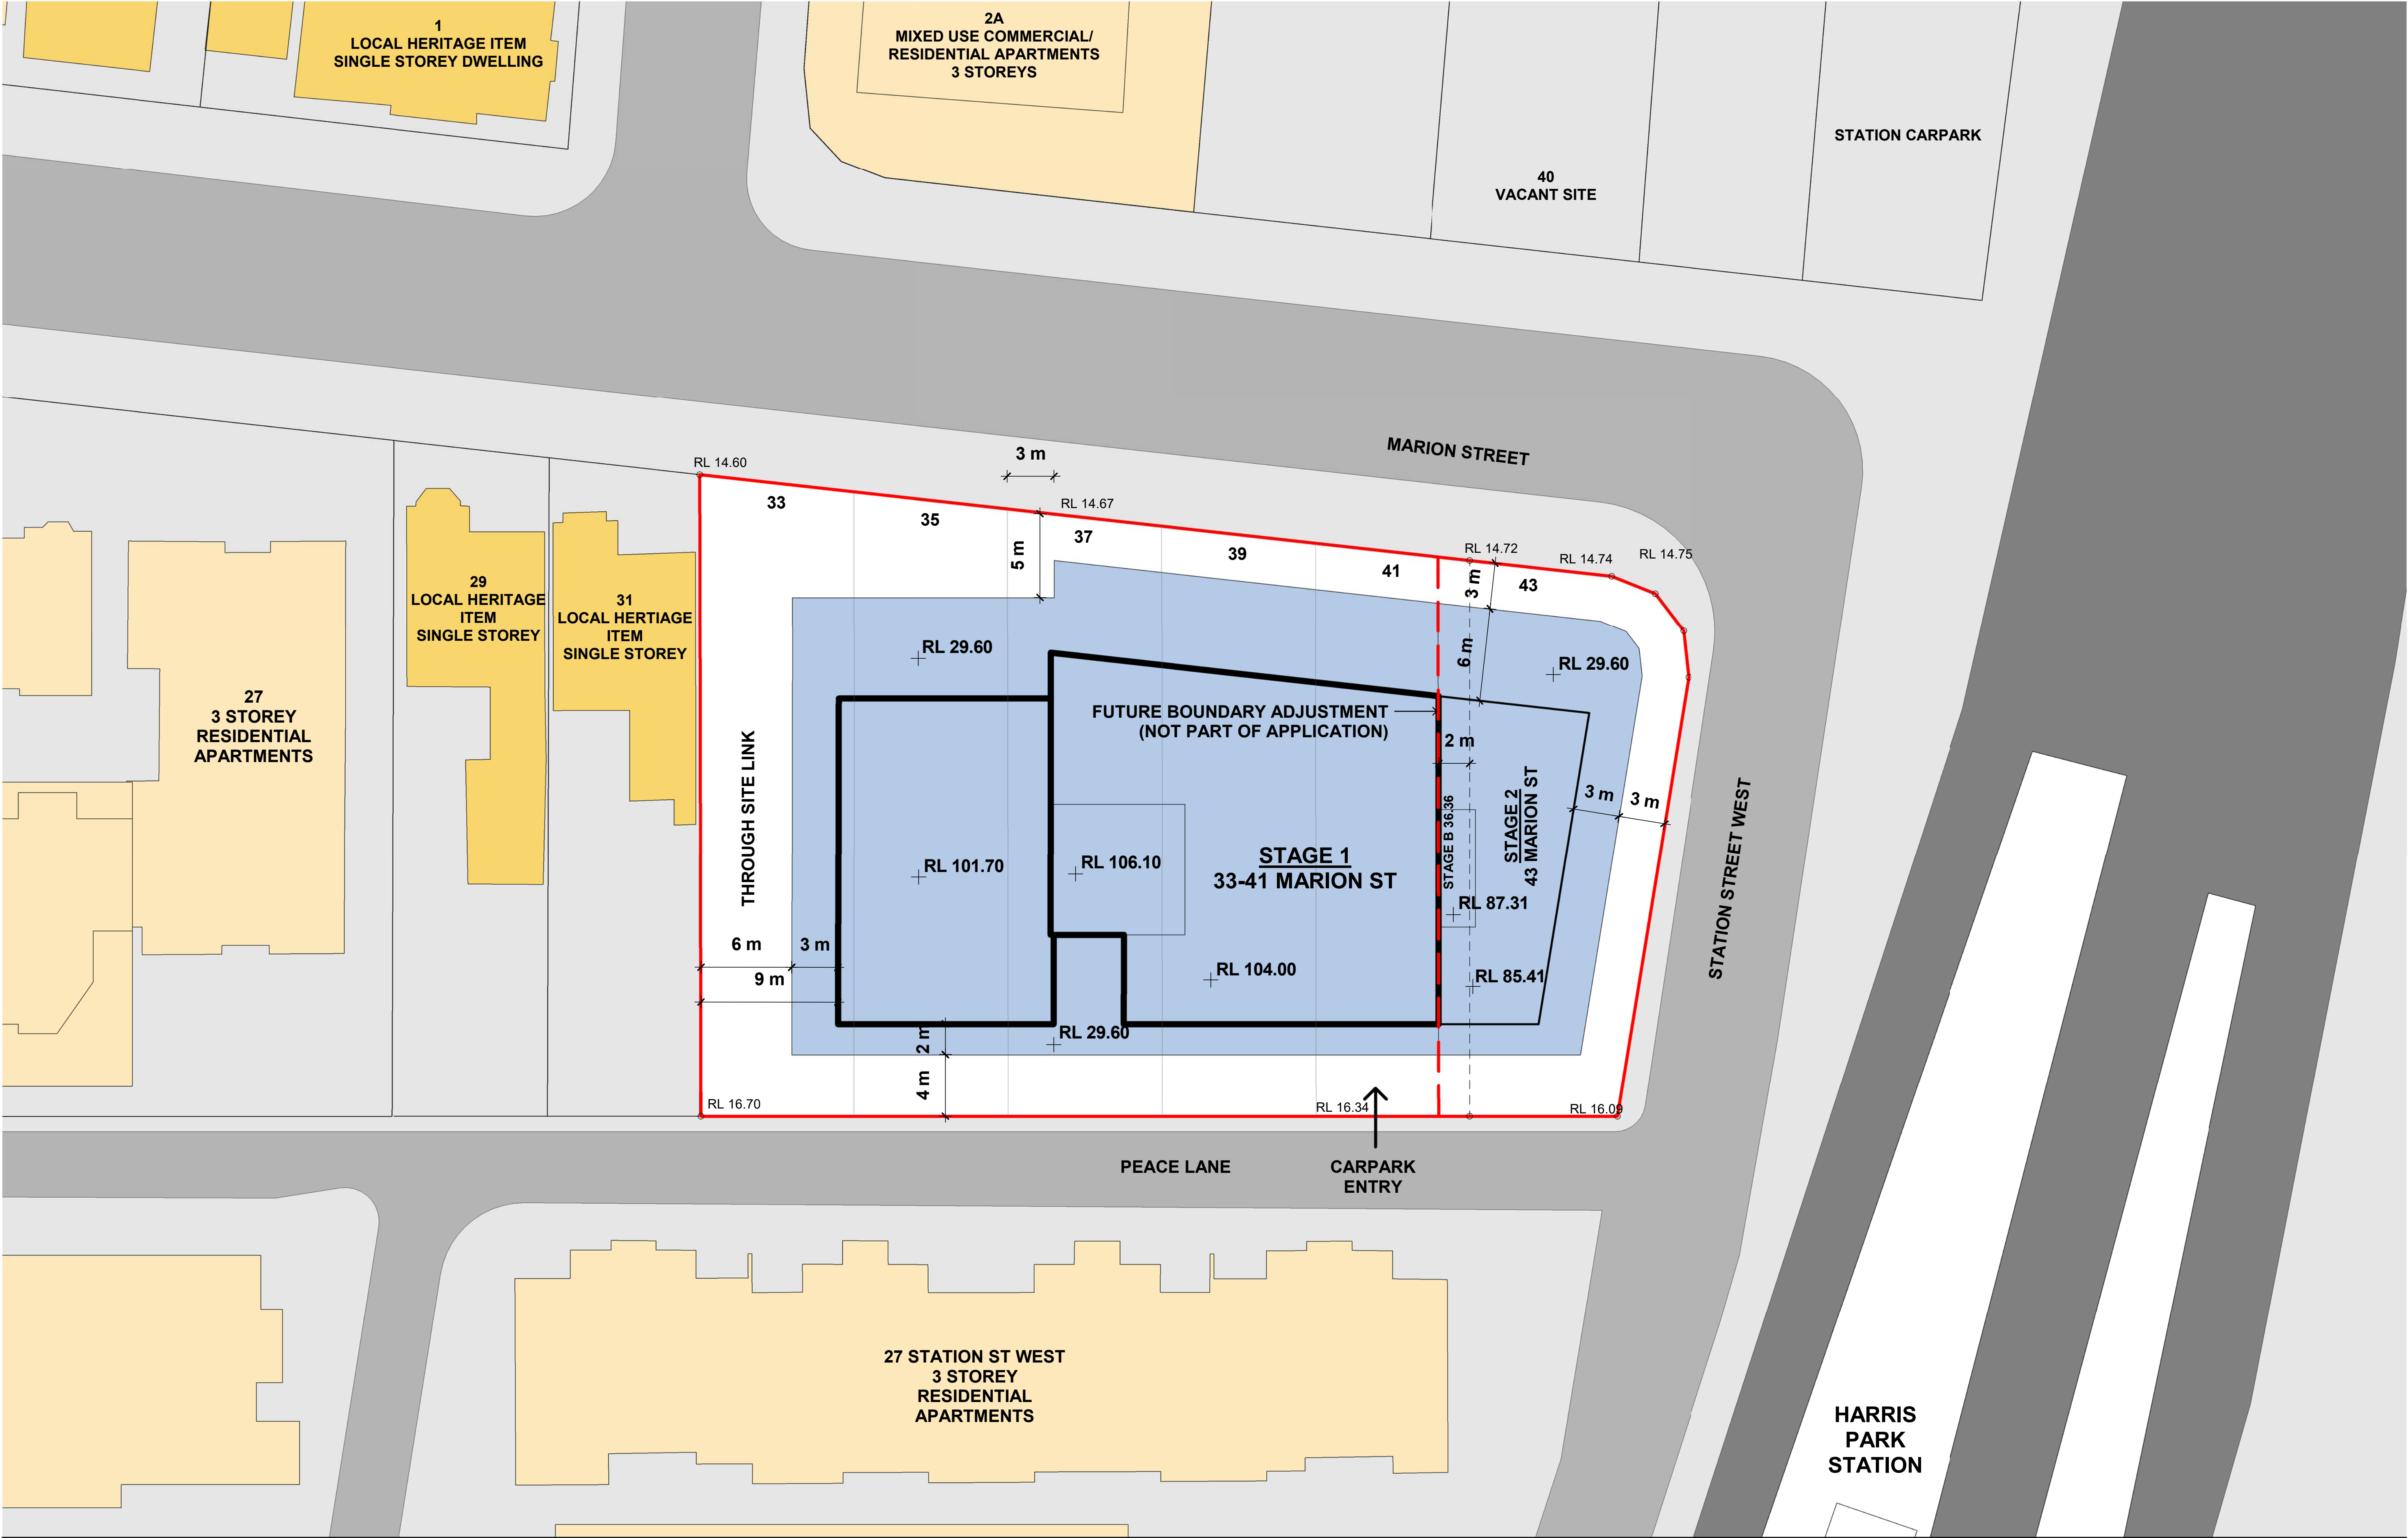 1
LOCAL HERITAGE ITEM
SINGLE STOREY DWELLING
2A
MIXED USE COMMERCIAL/
RESIDENTIAL APARTMENTS
3 STOREYS
STATION CARPARK
40
VACANT SITE
MARION STREET
RL 14.60
3 m
RL 14.67
33
35
37
39
41
43
5 m
RL 14.72
RL 14.74
RL 14.75
3 m
6 m
29
LOCAL HERITAGE
ITEM
SINGLE STOREY
31
LOCAL HERTIAGE
ITEM
SINGLE STOREY
27
3 STOREY
RESIDENTIAL
APARTMENTS
RL 29.60
RL 29.60
FUTURE BOUNDARY ADJUSTMENT
(NOT PART OF APPLICATION)
2 m
THROUGH SITE LINK
STAGE B 36.36
STAGE 2
43 MARION ST
3 m
3 m
STATION STREET WEST
RL 101.70
RL 106.10
STAGE 1
33-41 MARION ST
RL 87.31
6 m
3 m
9 m
RL 104.00
RL 85.41
2 m
RL 29.60
4 m
RL 16.70
RL 16.34
RL 16.09
PEACE LANE
CARPARK
ENTRY
27 STATION ST WEST
3 STOREY
RESIDENTIAL
APARTMENTS
HARRIS
PARK
STATION